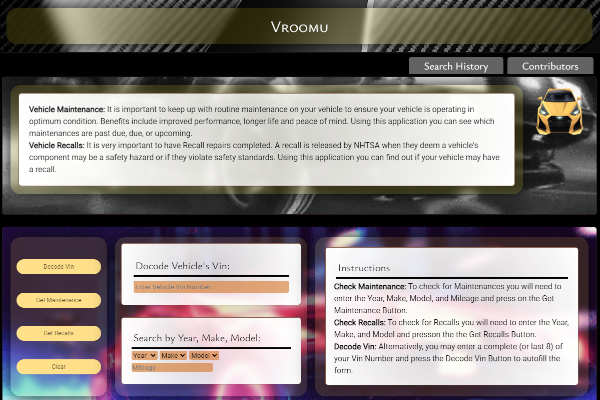 Vroomu
Search History
Contributors
Vehicle Maintenance: It is important to keep up with routine maintenance on your vehicle to ensure your vehicle is operating in
optimum condition. Benefits include improved performance, longer life and peace of mind. Using this application you can see which
maintenances are past due, due, or upcoming.
Vehicle Recalls: It is very important to have Recall repairs completed. A recall is released by NHTSA when they deem a vehicle's
component may be a safety hazard or if they violate safety standards. Using this application you can find out if your vehicle may have
a recall.
Decode Vin
Get Maintenance
Get Recalls
Clear
Docode Vehicle's Vin:
Enter Vehicle Vin Number
Search by Year, Make, Model:
Year Make Model
Mileage
Instructions
Check Maintenance: To check for Maintenances you will need to
enter the Year, Make, Model, and Mileage and press on the Get
Maintenance Button.
Check Recalls: To check for Recalls you will need to enter the Year,
Make, and Model and presson the the Get Recalls Button.
Decode Vin: Alternatively, you may enter a complete (or last 8) of
your Vin Number and press the Decode Vin Button to autofill the
form.